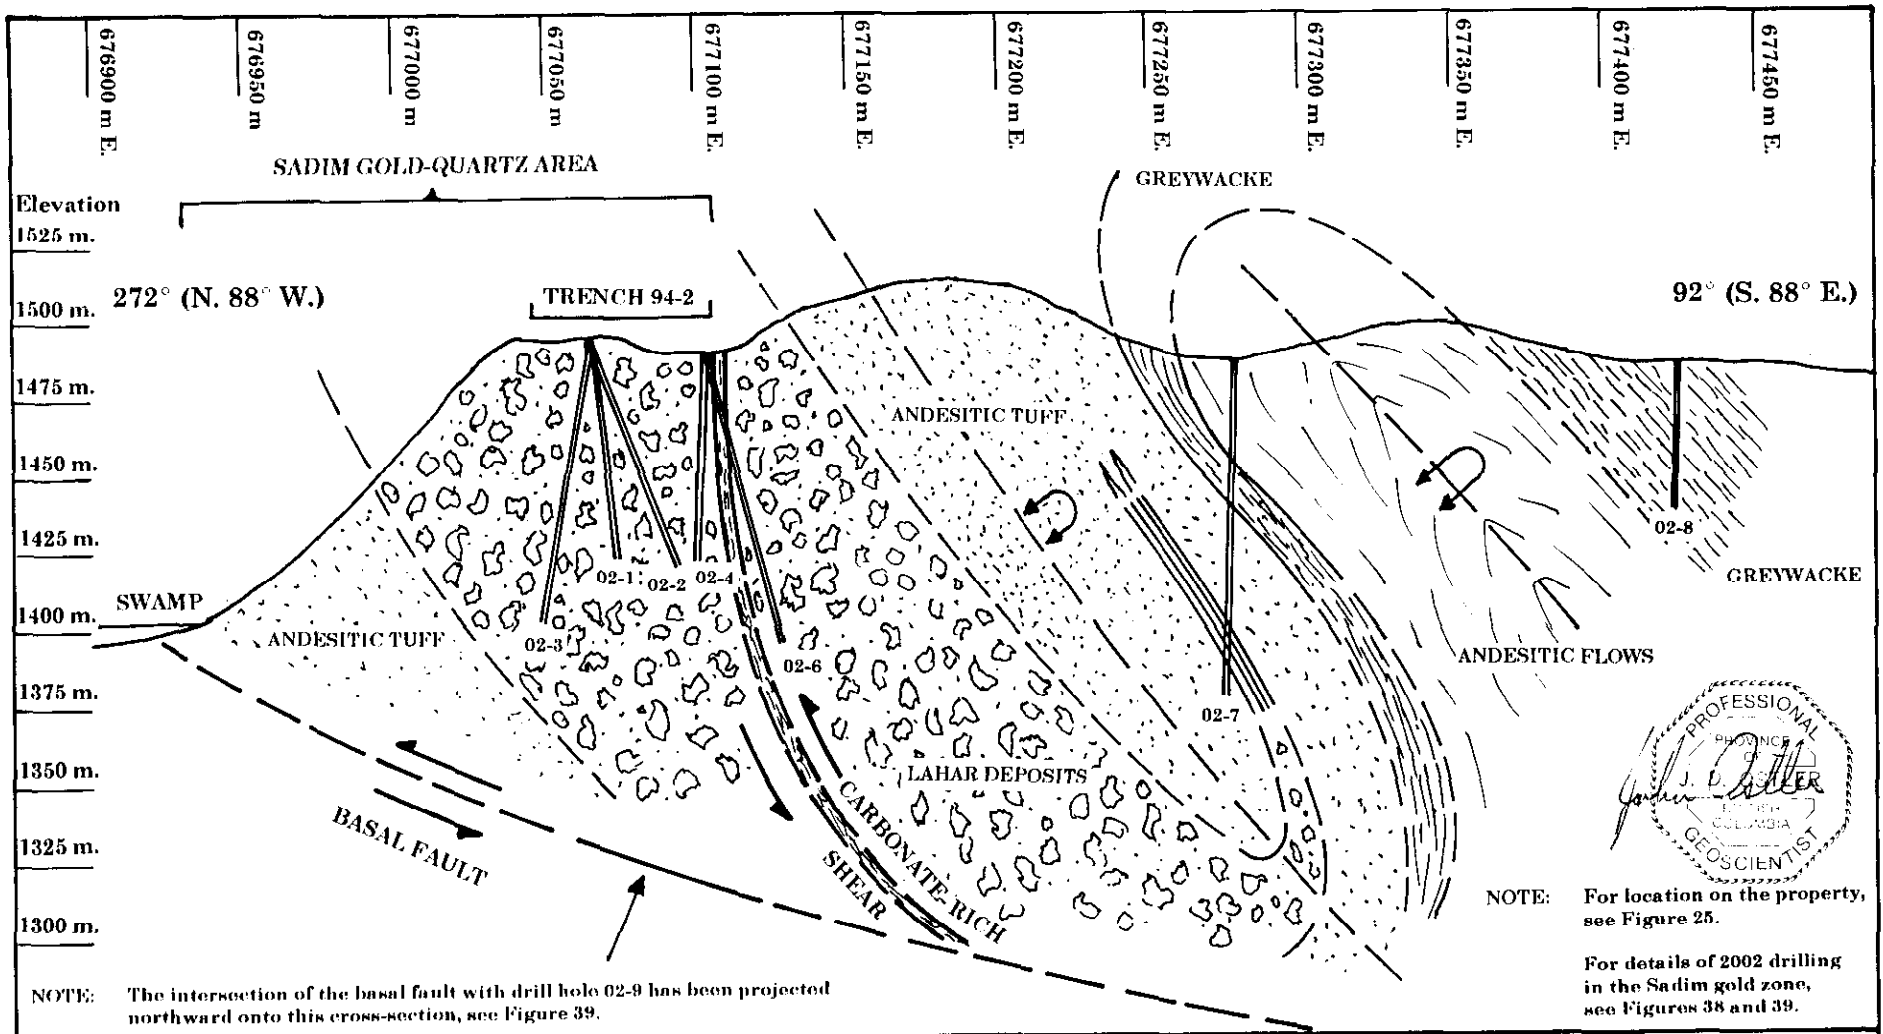 676900 m E.
676950 m
677000 m
677050 m
677100 m E.
677150 m E.
677200 m E.
677250 m E.
677300 m E.
677350 m E.
677400 m E.
677450 m E.
SADIM GOLD-QUARTZ AREA
GREYWACKE
Elevation
1525 m.
272° (N. 88° W.)
TRENCH 94-2
92° (S. 88° E.)
1500 m.
1475 m.
ANDESITIC TUFF
1450 m.
1425 m.
02-8
02-1
02-2
02-4
GREYWACKE
SWAMP
1400 m.
ANDESITIC TUFF
02-3
02-6
ANDESITIC FLOWS
1375 m.
02-7
PROFESSIONAL
PROVINCE
OF
J. D. OSTLER
BRITISH
COLUMBIA
GEOSCIENTIST
John Ostler
1350 m.
LAHAR DEPOSITS
BASAL FAULT
CARBONATE-RICH
SHEAR
1325 m.
1300 m.
NOTE: For location on the property,
see Figure 25.
For details of 2002 drilling
in the Sadim gold zone,
see Figures 38 and 39.
NOTE: The intersection of the basal fault with drill hole 02-9 has been projected
northward onto this cross-section, see Figure 39.